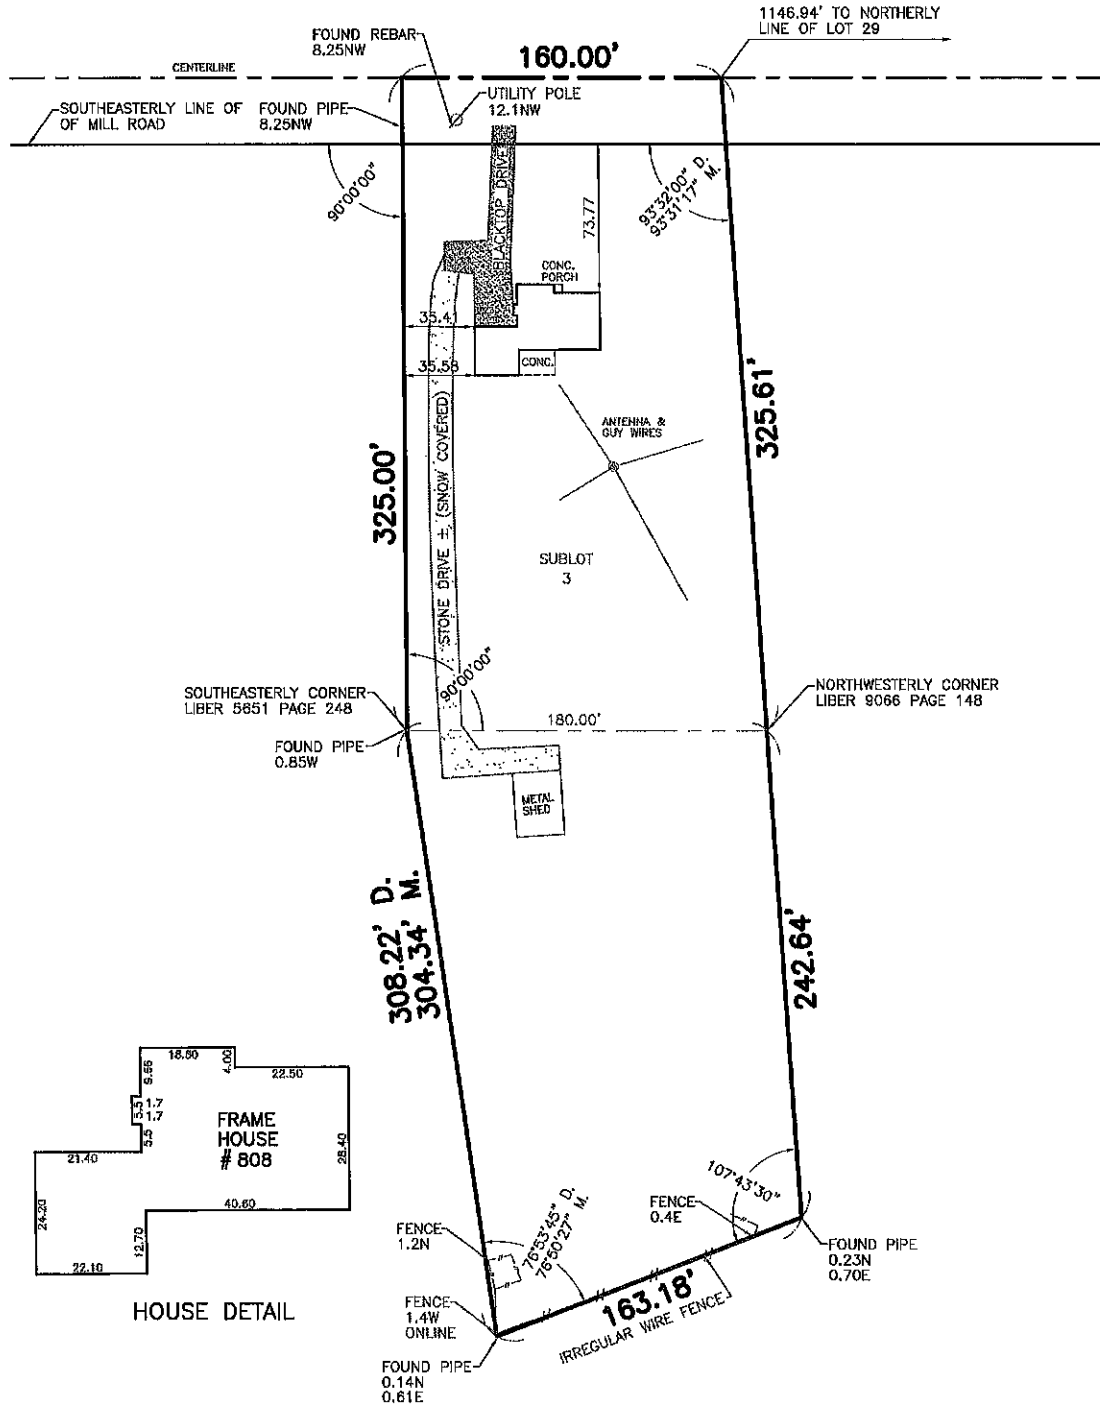 1146.94' TO NORTHERLY
LINE OF LOT 29
FOUND REBAR
8.25NW
160.00'
CENTERLINE
UTILITY POLE
12.1NW
SOUTHEASTERLY LINE OF
OF MILL ROAD
FOUND PIPE
8.25NW
90°00'00"
BLACKTOP DRIVE
73.77
93°32'00" D.
93°31'17" M.
CONC.
PORCH
35.41
35.58
CONC.
325.00'
STONE DRIVE ± (SNOW COVERED)
ANTENNA &
GUY WIRES
325.61'
SUBLOT
3
90°00'00"
SOUTHEASTERLY CORNER
LIBER 5651 PAGE 248
NORTHWESTERLY CORNER
LIBER 9066 PAGE 148
180.00'
FOUND PIPE
0.85W
METAL
SHED
308.22' D.
304.34' M.
242.64'
18.80
4.00
22.50
9.66
5.5
1.7
1.7
5.5
FRAME
HOUSE
# 808
28.40
21.40
24.20
40.60
12.70
22.10
HOUSE DETAIL
107°43'30"
FENCE
0.4E
FENCE
1.2N
76°53'45" D.
76°50'27" M.
FOUND PIPE
0.23N
0.70E
FENCE
1.4W
ONLINE
163.18'
IRREGULAR WIRE FENCE
FOUND PIPE
0.14N
0.61E